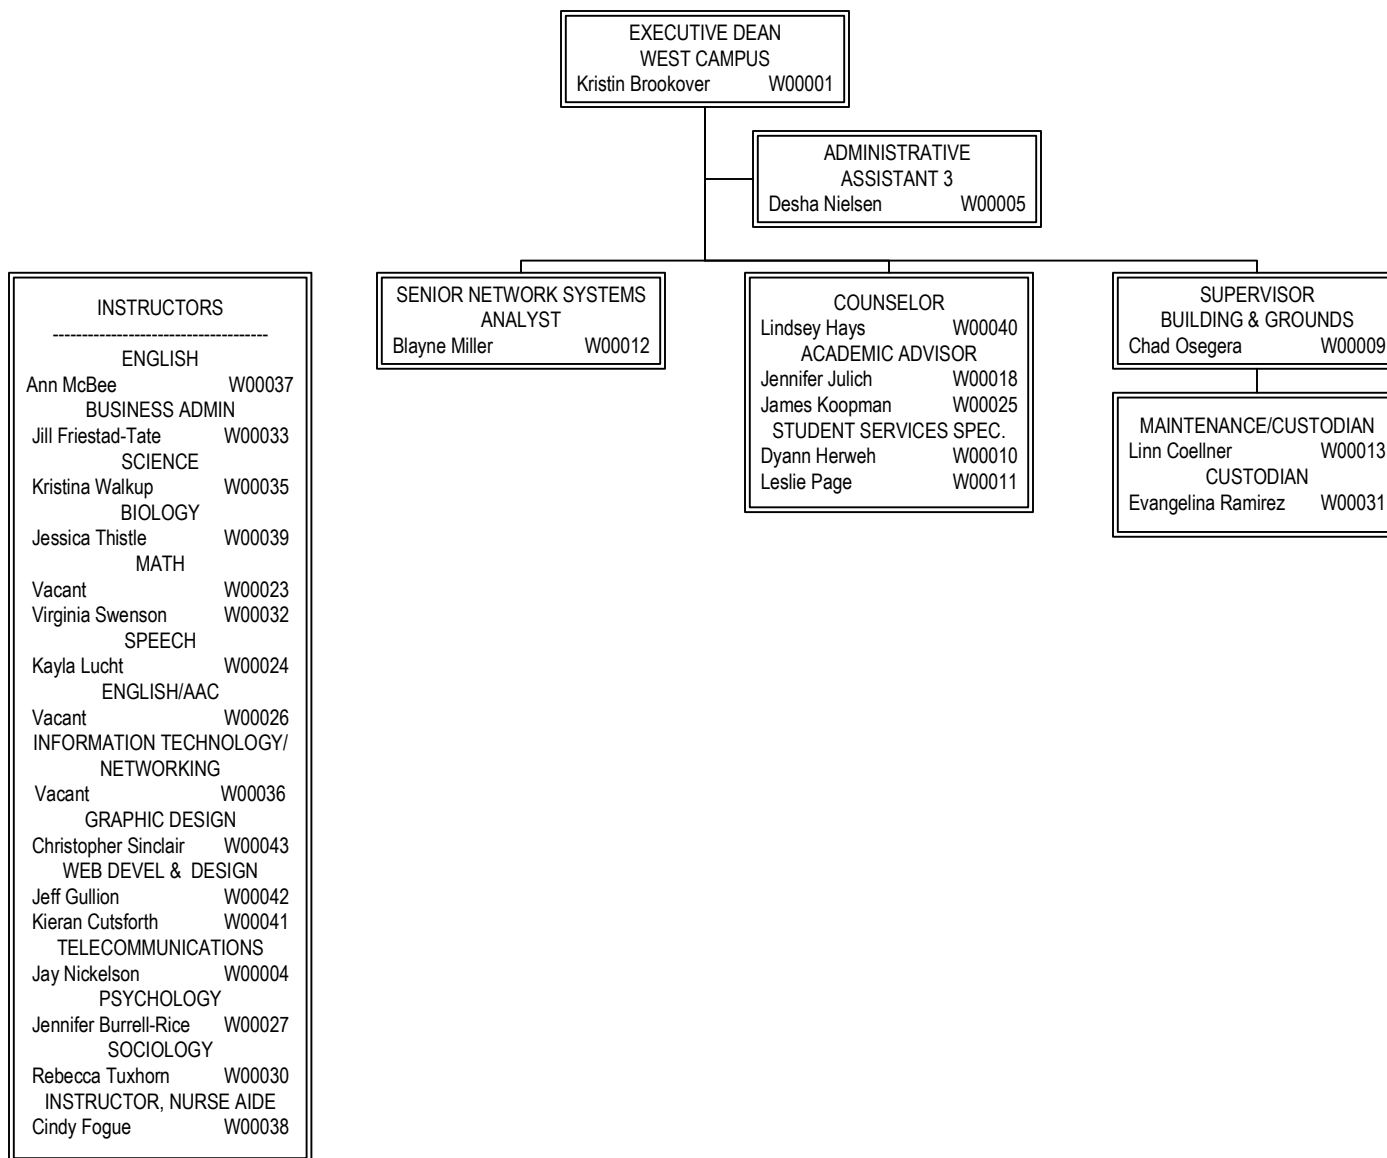 EXECUTIVE DEAN
WEST CAMPUS
Kristin Brookover W00001
ADMINISTRATIVE
ASSISTANT 3
Desha Nielsen W00005
INSTRUCTORS
-------------------------------------
ENGLISH
Ann McBee W00037
BUSINESS ADMIN
Jill Friestad-Tate W00033
SCIENCE
Kristina Walkup W00035
BIOLOGY
Jessica Thistle W00039
MATH
Vacant W00023
Virginia Swenson W00032
SPEECH
Kayla Lucht W00024
ENGLISH/AAC
Vacant W00026
INFORMATION TECHNOLOGY/
NETWORKING
Vacant W00036
GRAPHIC DESIGN
Christopher Sinclair W00043
WEB DEVEL & DESIGN
Jeff Gullion W00042
Kieran Cutsforth W00041
TELECOMMUNICATIONS
Jay Nickelson W00004
PSYCHOLOGY
Jennifer Burrell-Rice W00027
SOCIOLOGY
Rebecca Tuxhorn W00030
INSTRUCTOR, NURSE AIDE
Cindy Fogue W00038
SENIOR NETWORK SYSTEMS
ANALYST
Blayne Miller W00012
COUNSELOR
Lindsey Hays W00040
ACADEMIC ADVISOR
Jennifer Julich W00018
James Koopman W00025
STUDENT SERVICES SPEC.
Dyann Herweh W00010
Leslie Page W00011
SUPERVISOR
BUILDING & GROUNDS
Chad Osegera W00009
MAINTENANCE/CUSTODIAN
Linn Coellner W00013
CUSTODIAN
Evangelina Ramirez W00031